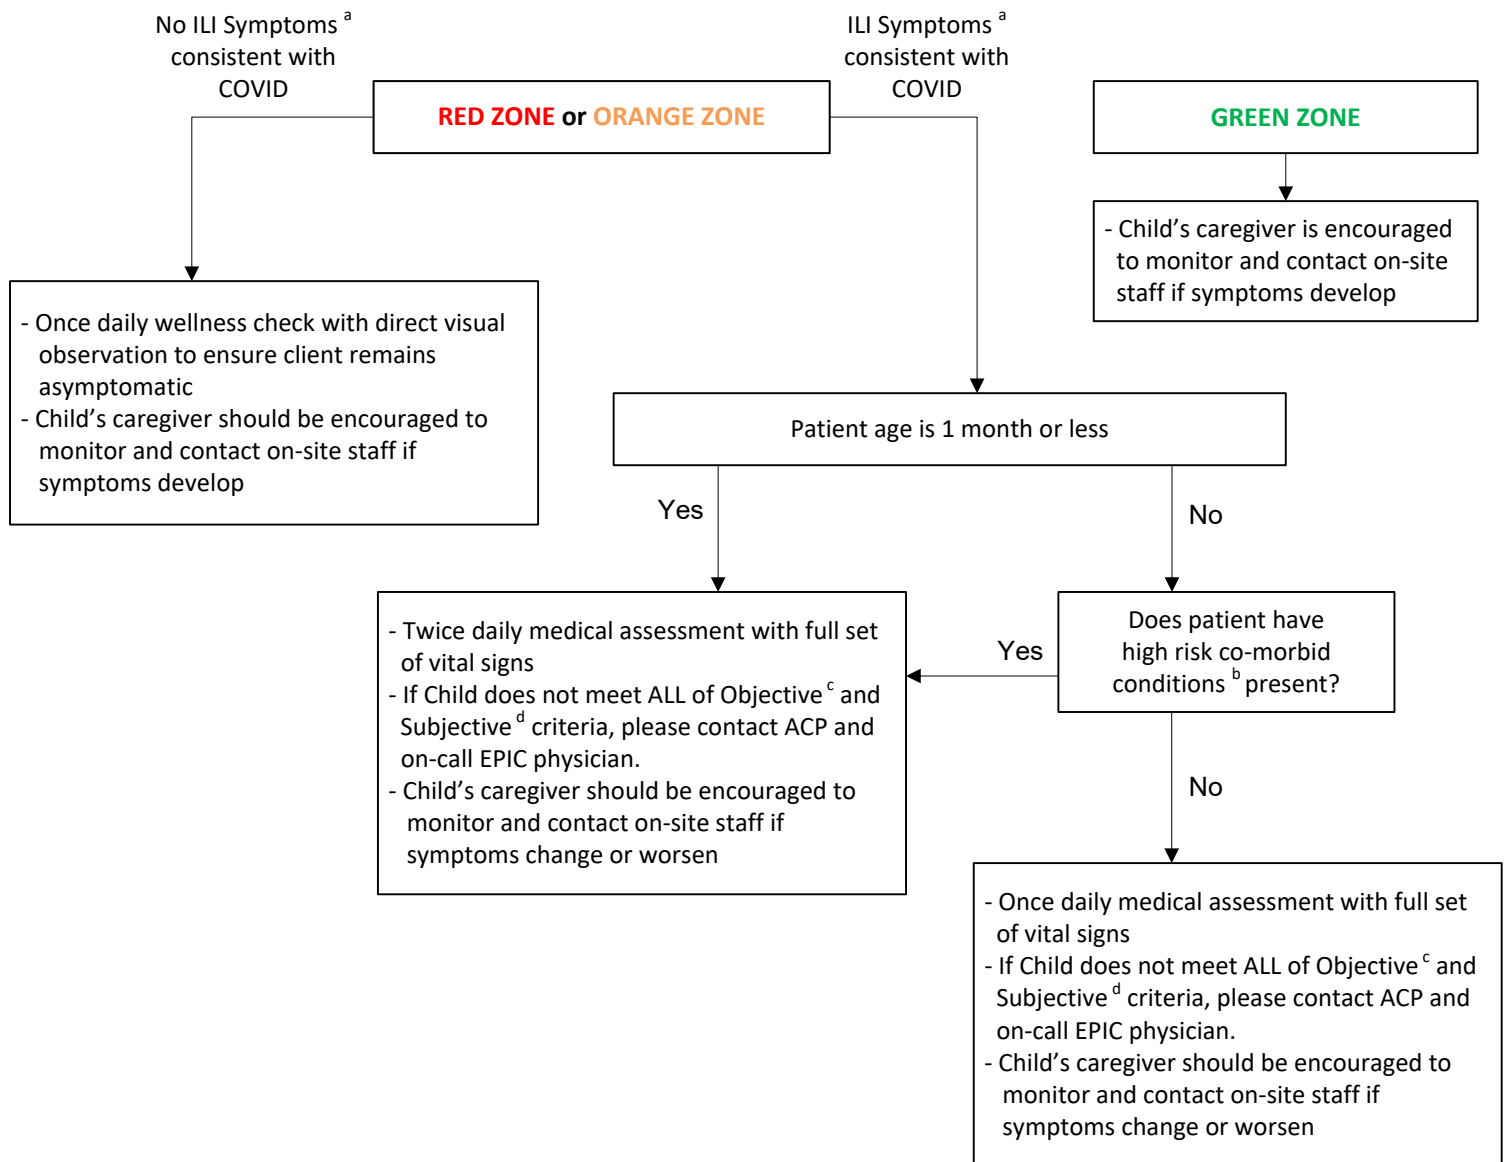 No ILI Symptoms a
consistent with
COVID
ILI Symptoms a
consistent with
COVID
RED ZONE or ORANGE ZONE
GREEN ZONE
- Child’s caregiver is encouraged
to monitor and contact on-site
staff if symptoms develop
- Once daily wellness check with direct visual
observation to ensure client remains
asymptomatic
- Child’s caregiver should be encouraged to
monitor and contact on-site staff if
symptoms develop
Patient age is 1 month or less
Yes
No
- Twice daily medical assessment with full set
of vital signs
- If Child does not meet ALL of Objective c and
Subjective d criteria, please contact ACP and
on-call EPIC physician.
- Child’s caregiver should be encouraged to
monitor and contact on-site staff if
symptoms change or worsen
Yes
Does patient have
high risk co-morbid
conditions b present?
No
- Once daily medical assessment with full set
of vital signs
- If Child does not meet ALL of Objective c and
Subjective d criteria, please contact ACP and
on-call EPIC physician.
- Child’s caregiver should be encouraged to
monitor and contact on-site staff if
symptoms change or worsen